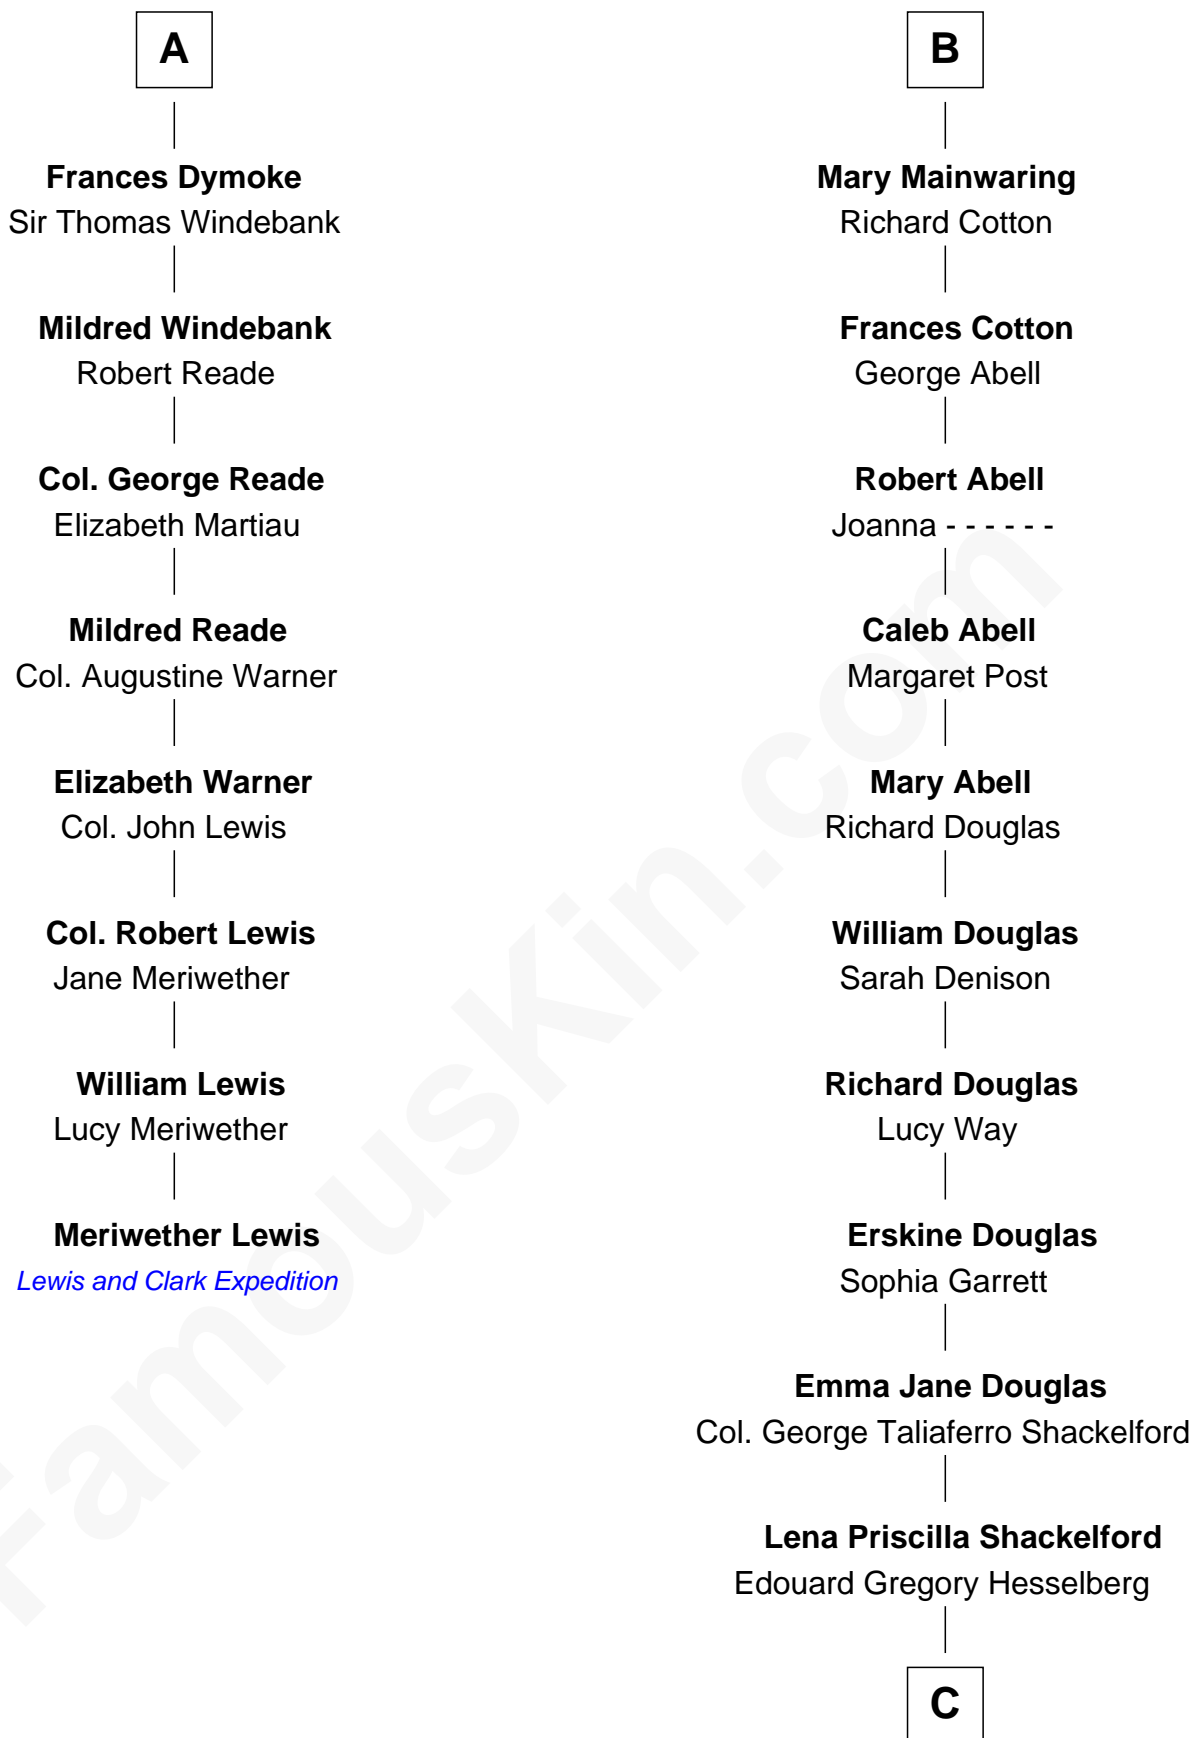 A
Frances Dymoke
Sir Thomas Windebank
Mildred Windebank
Robert Reade
Col. George Reade
Elizabeth Martiau
Mildred Reade
Col. Augustine Warner
Elizabeth Warner
Col. John Lewis
Col. Robert Lewis
Jane Meriwether
William Lewis
Lucy Meriwether
Meriwether Lewis
Lewis and Clark Expedition
B
Mary Mainwaring
Richard Cotton
Frances Cotton
George Abell
Robert Abell
Joanna - - - - - -
Caleb Abell
Margaret Post
Mary Abell
Richard Douglas
William Douglas
Sarah Denison
Richard Douglas
Lucy Way
Erskine Douglas
Sophia Garrett
Emma Jane Douglas
Col. George Taliaferro Shackelford
Lena Priscilla Shackelford
Edouard Gregory Hesselberg
C
FamousKin.com